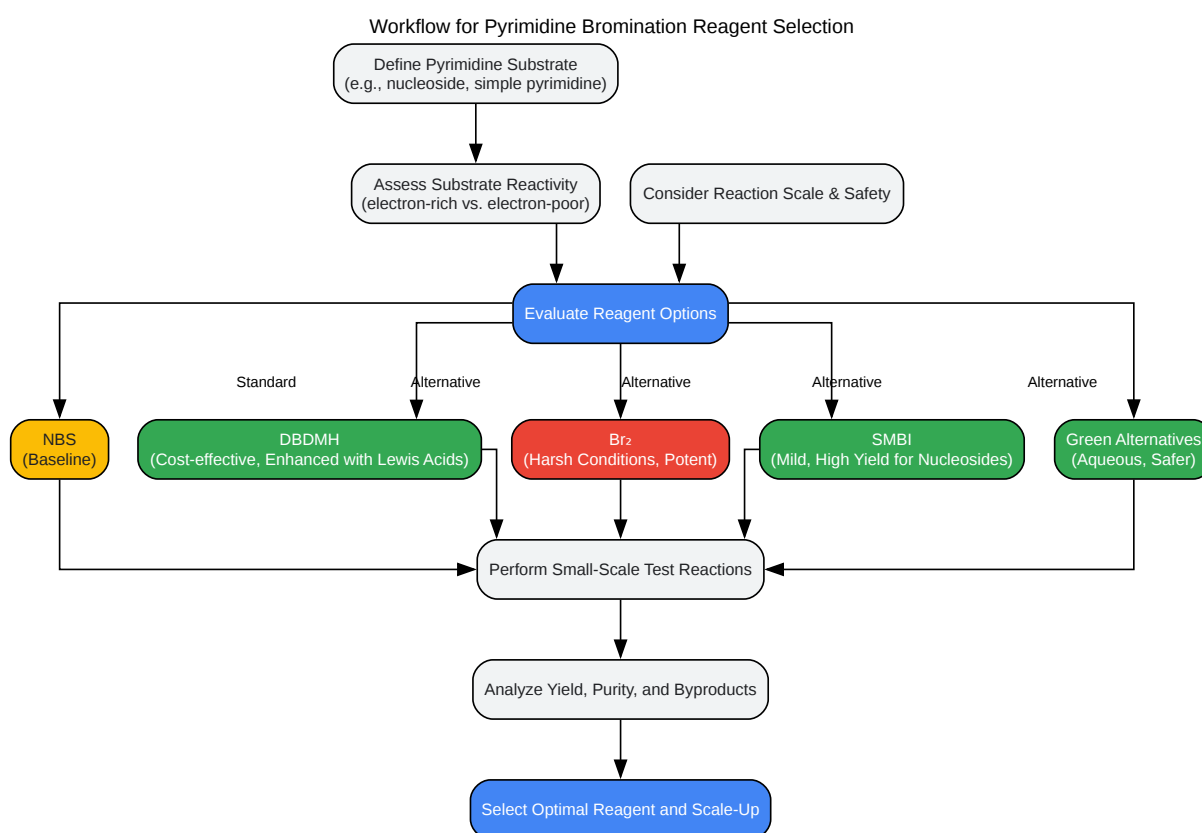 Workflow for Pyrimidine Bromination Reagent Selection
Define Pyrimidine Substrate
(e.g., nucleoside, simple pyrimidine)
Assess Substrate Reactivity
(electron-rich vs. electron-poor)
Consider Reaction Scale & Safety
Evaluate Reagent Options
Standard
Alternative
Alternative
Alternative
Alternative
NBS
(Baseline)
DBDMH
(Cost-effective, Enhanced with Lewis Acids)
Br₂
(Harsh Conditions, Potent)
SMBI
(Mild, High Yield for Nucleosides)
Green Alternatives
(Aqueous, Safer)
Perform Small-Scale Test Reactions
Analyze Yield, Purity, and Byproducts
Select Optimal Reagent and Scale-Up